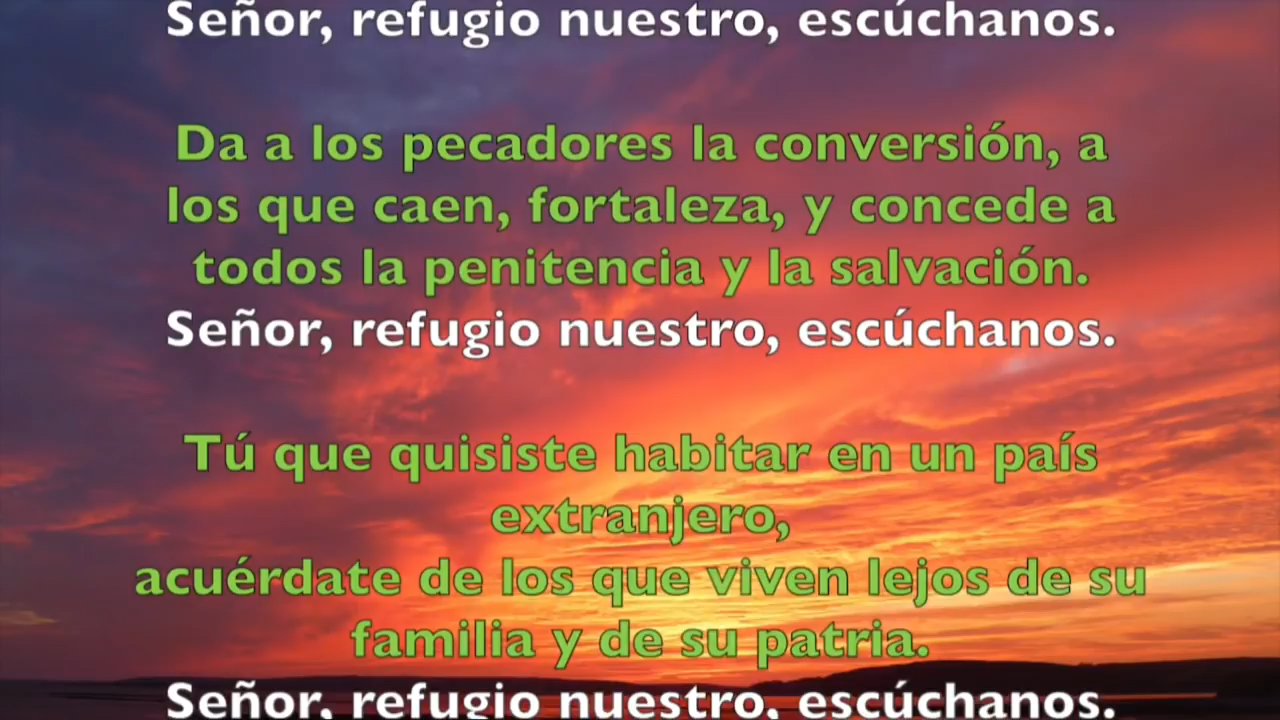 Señor, refugio nuestro, escúchanos.
Da a los pecadores la conversión, a
los que caen, fortaleza, y concede a
todos la penitencia y la salvación.
Señor, refugio nuestro, escúchanos.
Tú que quisiste habitar en un país
extranjero,
acuérdate de los que viven lejos de su
familia y de su patria.
Señor, refugio nuestro, escúchanos.